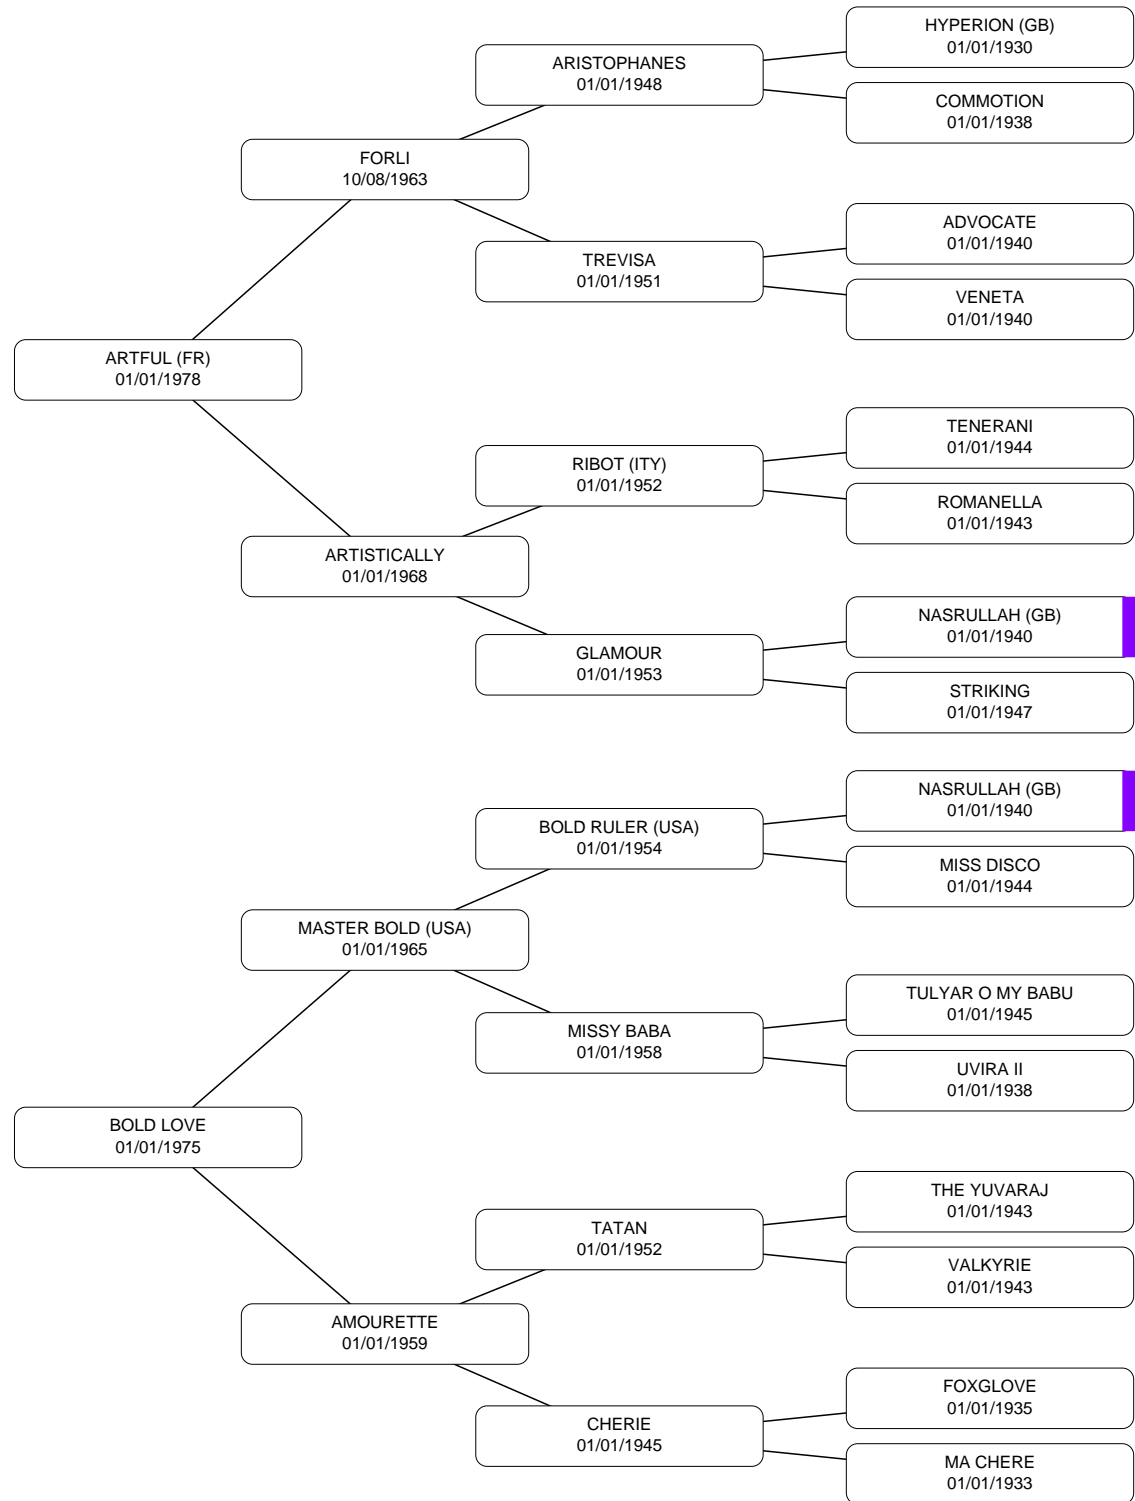 HYPERION (GB)
01/01/1930
ARISTOPHANES
01/01/1948
COMMOTION
01/01/1938
FORLI
10/08/1963
ADVOCATE
01/01/1940
TREVISA
01/01/1951
VENETA
01/01/1940
ARTFUL (FR)
01/01/1978
TENERANI
01/01/1944
RIBOT (ITY)
01/01/1952
ROMANELLA
01/01/1943
ARTISTICALLY
01/01/1968
NASRULLAH (GB)
01/01/1940
GLAMOUR
01/01/1953
STRIKING
01/01/1947
NASRULLAH (GB)
01/01/1940
BOLD RULER (USA)
01/01/1954
MISS DISCO
01/01/1944
MASTER BOLD (USA)
01/01/1965
TULYAR O MY BABU
01/01/1945
MISSY BABA
01/01/1958
UVIRA II
01/01/1938
BOLD LOVE
01/01/1975
THE YUVARAJ
01/01/1943
TATAN
01/01/1952
VALKYRIE
01/01/1943
AMOURETTE
01/01/1959
FOXGLOVE
01/01/1935
CHERIE
01/01/1945
MA CHERE
01/01/1933